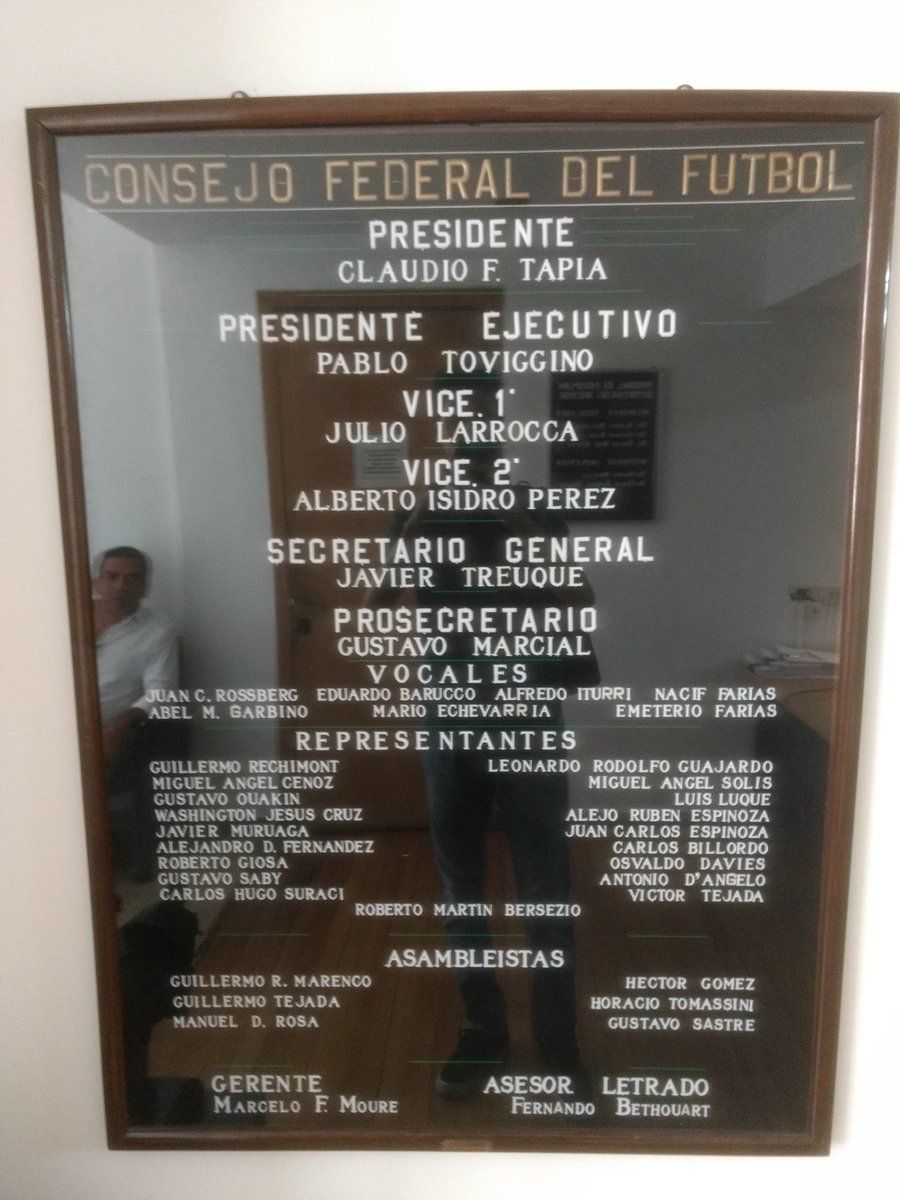 CONSEJO FEDERAL DEL FUTBOL
PRESIDENTE
CLAUDIO F. TAPIA
PRESIDENTE EJECUTIVO
PABLO TOVIGGINO
VICE. 1°
JULIO LARROCCA
VICE. 2°
ALBERTO ISIDRO PEREZ
SECRETARIO GENERAL
JAVIER TREUQUE
PROSECRETARIO
GUSTAVO MARCIAL
VOCALES
JUAN C. ROSSBERG EDUARDO BARUCCO ALFREDO ITURRI NACIF FARIAS
ABEL M. GARBINO MARIO ECHEVARRIA EMETERIO FARIAS
REPRESENTANTES
GUILLERMO RECHIMONT LEONARDO RODOLFO GUAJARDO
MIGUEL ANGEL CENOZ MIGUEL ANGEL SOLIS
GUSTAVO OUAKIN LUIS LUQUE
WASHINGTON JESUS CRUZ ALEJO RUBEN ESPINOZA
JAVIER MURUAGA JUAN CARLOS ESPINOZA
ALEJANDRO D. FERNANDEZ CARLOS BILLORDO
ROBERTO GIOSA OSVALDO DAVIES
GUSTAVO SABY ANTONIO D'ANGELO
CARLOS HUGO SURACI VICTOR TEJADA
ROBERTO MARTIN BERSEZIO
ASAMBLEISTAS
GUILLERMO R. MARENCO HECTOR GOMEZ
GUILLERMO TEJADA HORACIO TOMASSINI
MANUEL D. ROSA GUSTAVO SASTRE
GERENTE ASESOR LETRADO
MARCELO F. MOURE FERNANDO BETHOUART